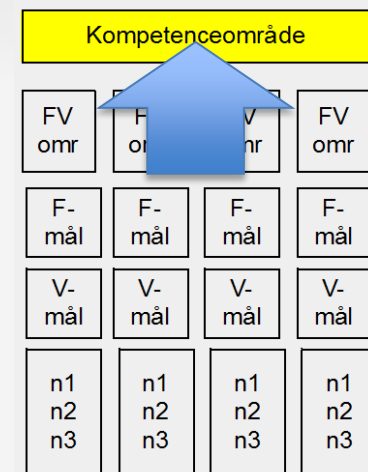 Kompetenceområde
FV FV
omr omr
F- F- F- F-
mål mål mål mål
V- V- V- V-
mål mål mål mål
n1 n1 n1 n1
n2 n2 n2 n2
n3 n3 n3 n3